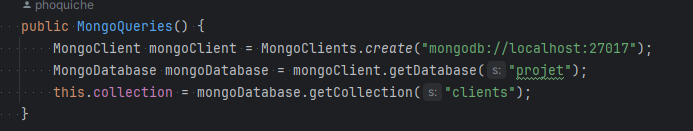 phoquiche
public MongoQueries() {
MongoClient mongoClient = MongoClients.create("mongodb://localhost:27017");
MongoDatabase mongoDatabase = mongoClient.getDatabase( s: "projet");
this.collection = mongoDatabase.getCollection( s: "clients");
}